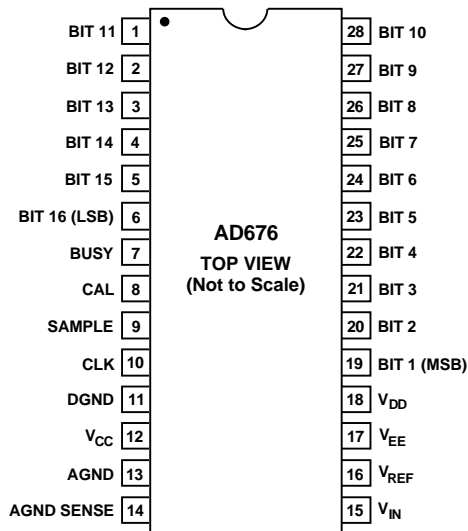 BIT 11 1 28 BIT 10
BIT 12 2 27 BIT 9
BIT 13 3 26 BIT 8
BIT 14 4 25 BIT 7
BIT 15 5 24 BIT 6
BIT 16 (LSB) 6 23 BIT 5
BUSY 7 22 BIT 4
CAL 8 21 BIT 3
SAMPLE 9 20 BIT 2
CLK 10 19 BIT 1 (MSB)
DGND 11 18 VDD
VCC 12 17 VEE
AGND 13 16 VREF
AGND SENSE 14 15 VIN
AD676
TOP VIEW
(Not to Scale)